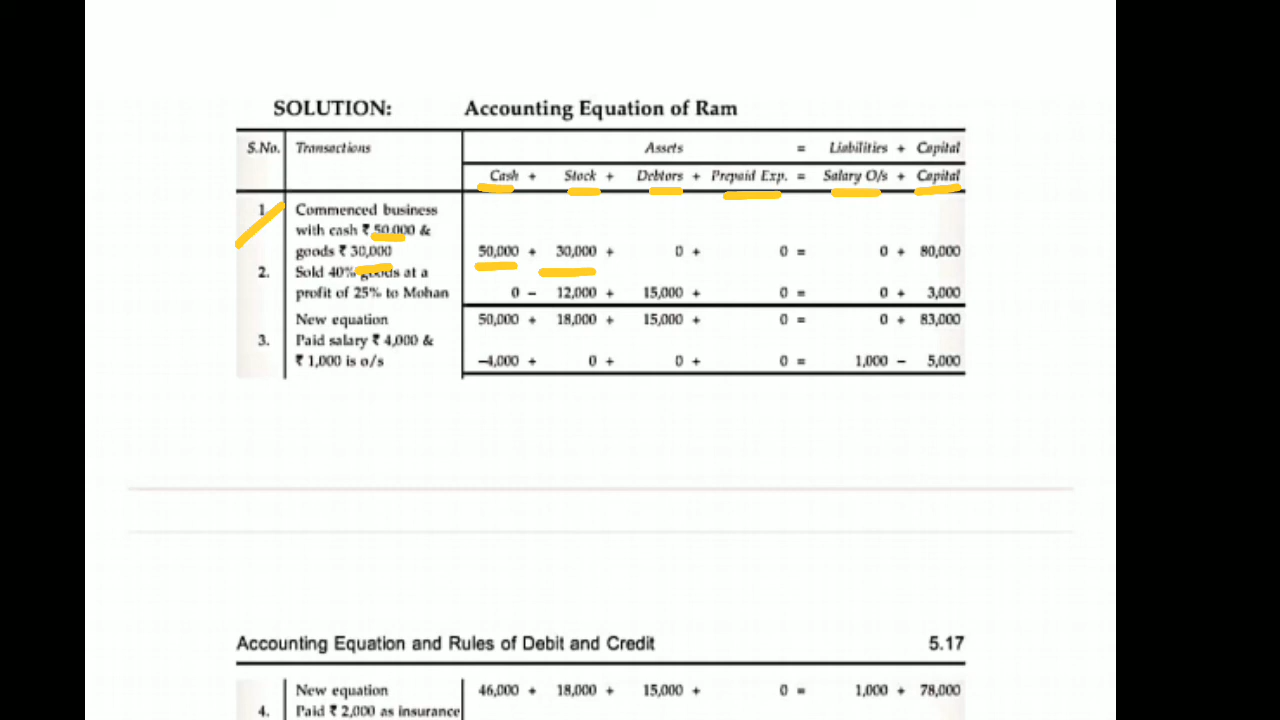 SOLUTION: Accounting Equation of Ram
S.No. Transactions Assets = Liabilities + Capital
Cash + Stock + Debtors + Prepaid Exp. = Salary O/s + Capital
1. Commenced business
with cash ₹ 50,000 &
goods ₹ 30,000 50,000 + 30,000 + 0 + 0 = 0 + 80,000
2. Sold 40% goods at a
profit of 25% to Mohan 0 – 12,000 + 15,000 + 0 = 0 + 3,000
New equation 50,000 + 18,000 + 15,000 + 0 = 0 + 83,000
3. Paid salary ₹ 4,000 &
₹ 1,000 is o/s –4,000 + 0 + 0 + 0 = 1,000 – 5,000
Accounting Equation and Rules of Debit and Credit 5.17
New equation 46,000 + 18,000 + 15,000 + 0 = 1,000 + 78,000
4. Paid ₹ 2,000 as insurance